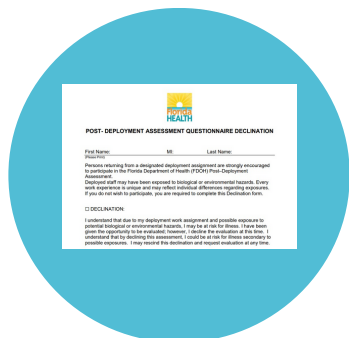 Florida
HEALTH
POST- DEPLOYMENT ASSESSMENT QUESTIONNAIRE DECLINATION
First Name: MI: Last Name:
(Please Print)
Persons returning from a designated deployment assignment are strongly encouraged
to participate in the Florida Department of Health (FDOH) Post–Deployment
Assessment.
Deployed staff may have been exposed to biological or environmental hazards. Every
work experience is unique and may reflect individual differences regarding exposures.
If you do not wish to participate, you are required to complete this Declination form.
☐ DECLINATION:
I understand that due to my deployment work assignment and possible exposure to
potential biological or environmental hazards, I may be at risk for illness. I have been
given the opportunity to be evaluated; however, I decline the evaluation at this time. I
understand that by declining this assessment, I could be at risk for illness secondary to
possible exposures. I may rescind this declination and request evaluation at any time.